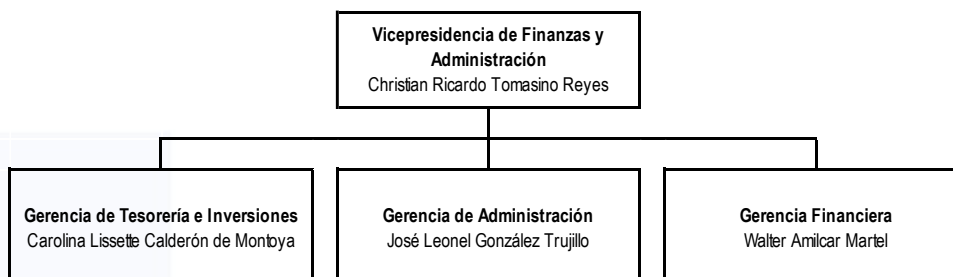 Vicepresidencia de Finanzas y
Administración
Christian Ricardo Tomasino Reyes
Gerencia de Tesorería e Inversiones
Carolina Lissette Calderón de Montoya
Gerencia de Administración
José Leonel González Trujillo
Gerencia Financiera
Walter Amilcar Martel